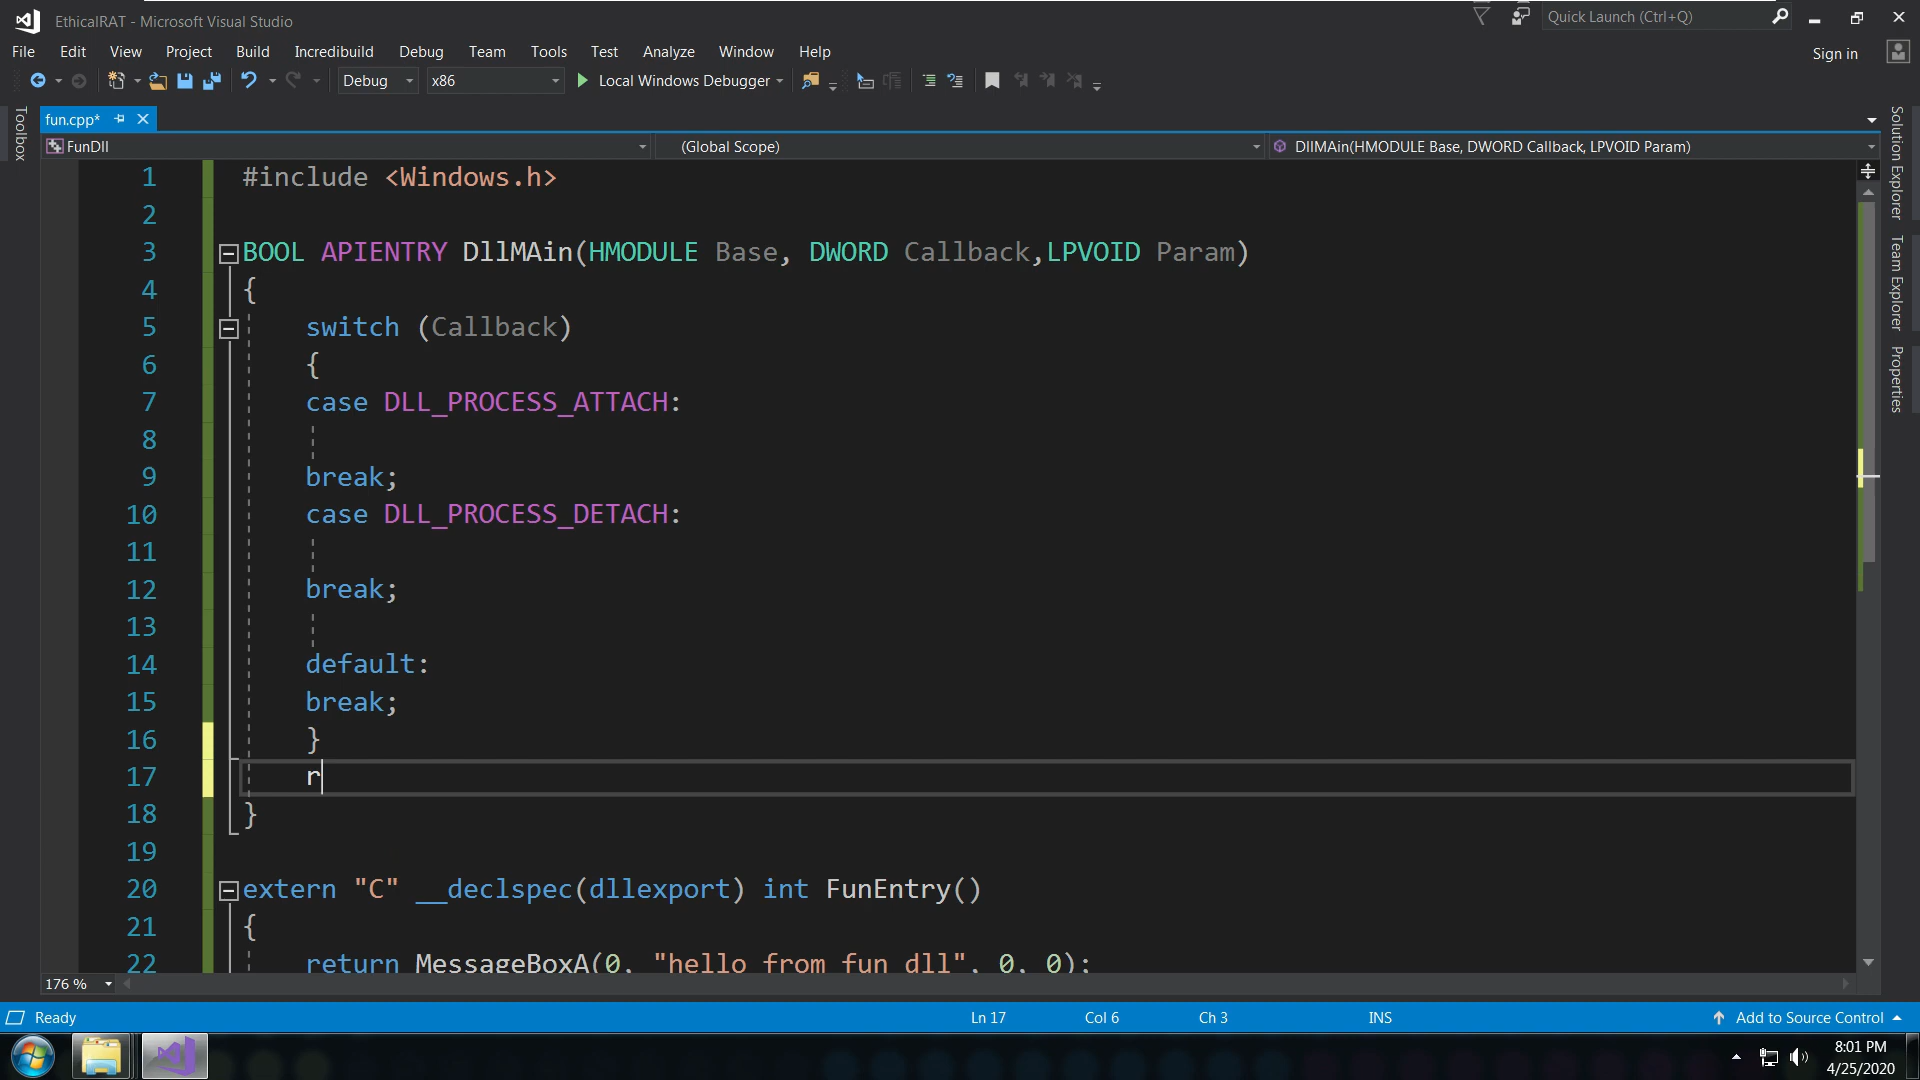 EthicalRAT - Microsoft Visual Studio
Quick Launch (Ctrl+Q)
File Edit View Project Build Incredibuild Debug Team Tools Test Analyze Window Help
Sign in
Debug x86 Local Windows Debugger
Toolbox
fun.cpp*
FunDll (Global Scope) DllMAin(HMODULE Base, DWORD Callback, LPVOID Param)
Solution Explorer
Team Explorer
Properties
1 #include <Windows.h>
2
3 BOOL APIENTRY DllMAin(HMODULE Base, DWORD Callback,LPVOID Param)
4 {
5 switch (Callback)
6 {
7 case DLL_PROCESS_ATTACH:
8
9 break;
10 case DLL_PROCESS_DETACH:
11
12 break;
13
14 default:
15 break;
16 }
17 r
18 }
19
20 extern "C" __declspec(dllexport) int FunEntry()
21 {
22 return MessageBoxA(0, "hello from fun dll", 0, 0);
176 %
Ready Ln 17 Col 6 Ch 3 INS Add to Source Control
8:01 PM
4/25/2020